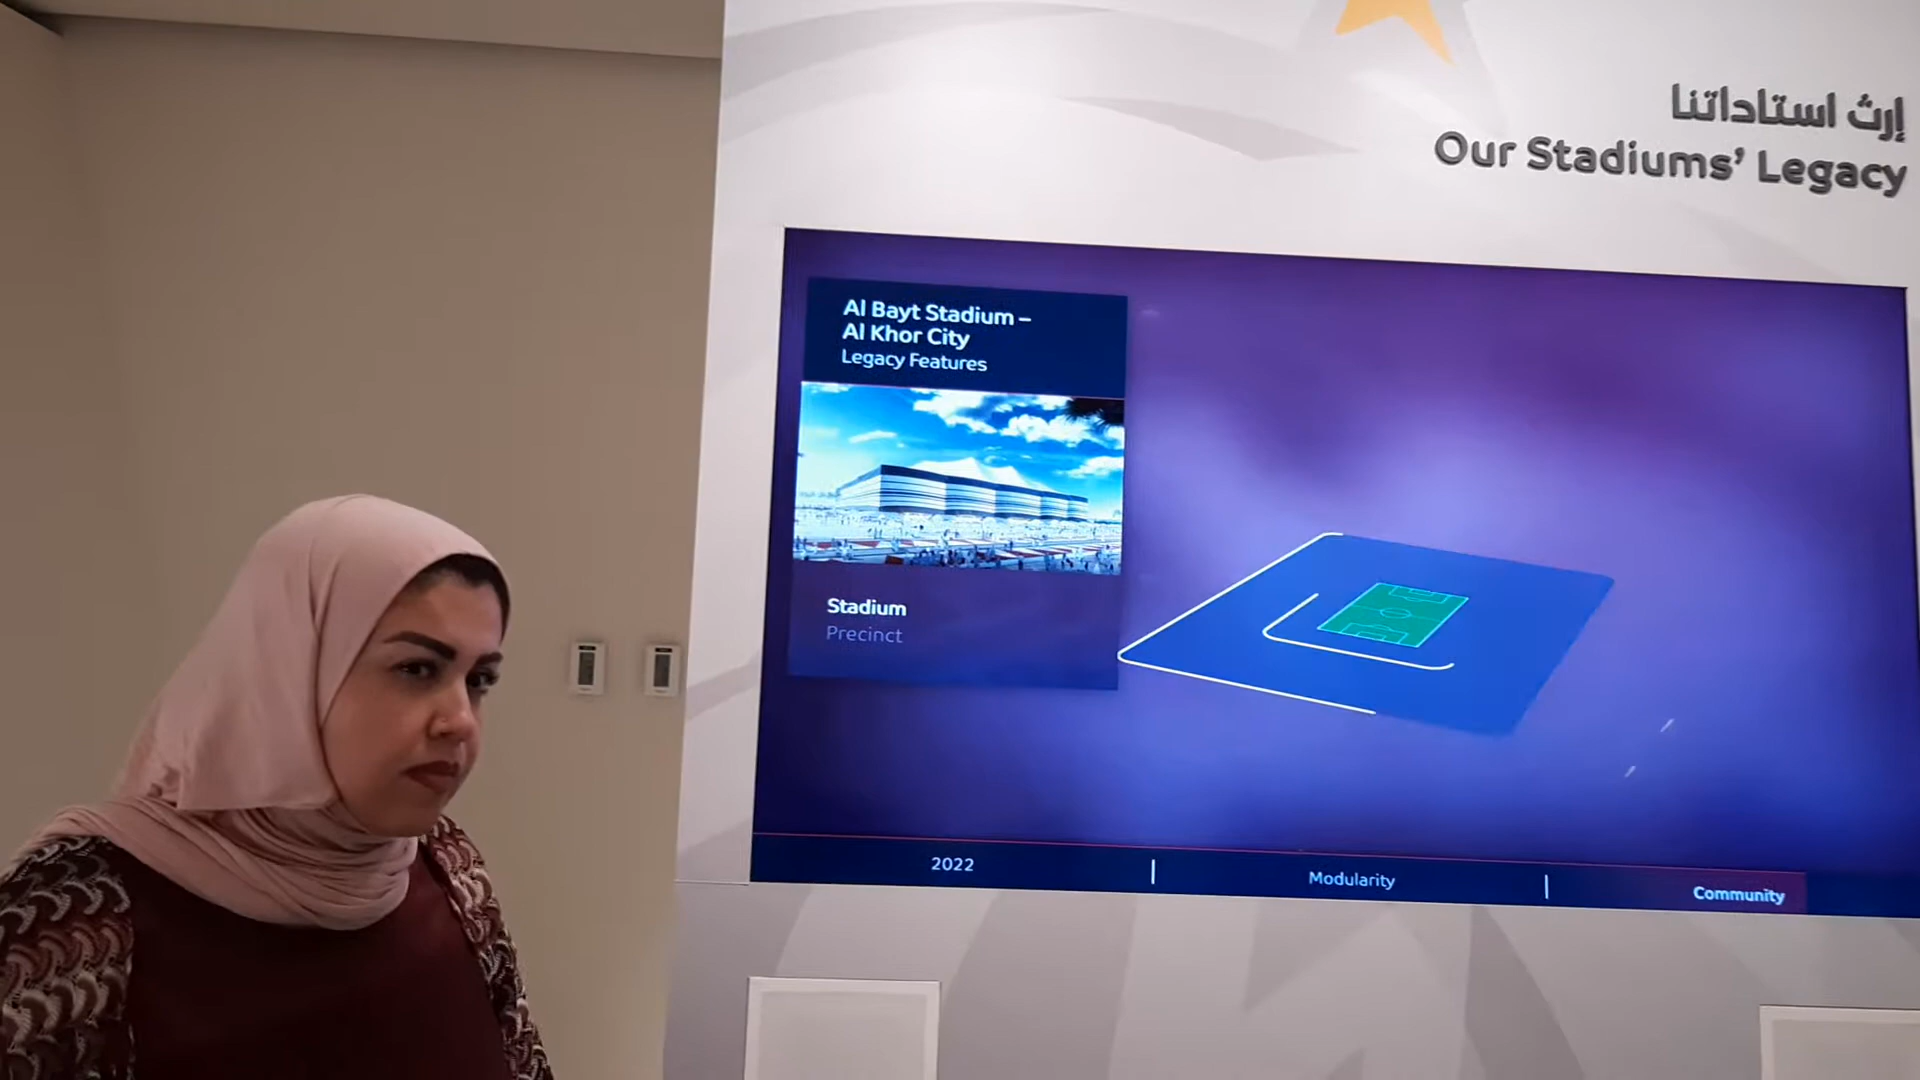 إرث استاداتنا
Our Stadiums’ Legacy
Al Bayt Stadium –
Al Khor City
Legacy Features
Stadium
Precinct
2022
Modularity
Community